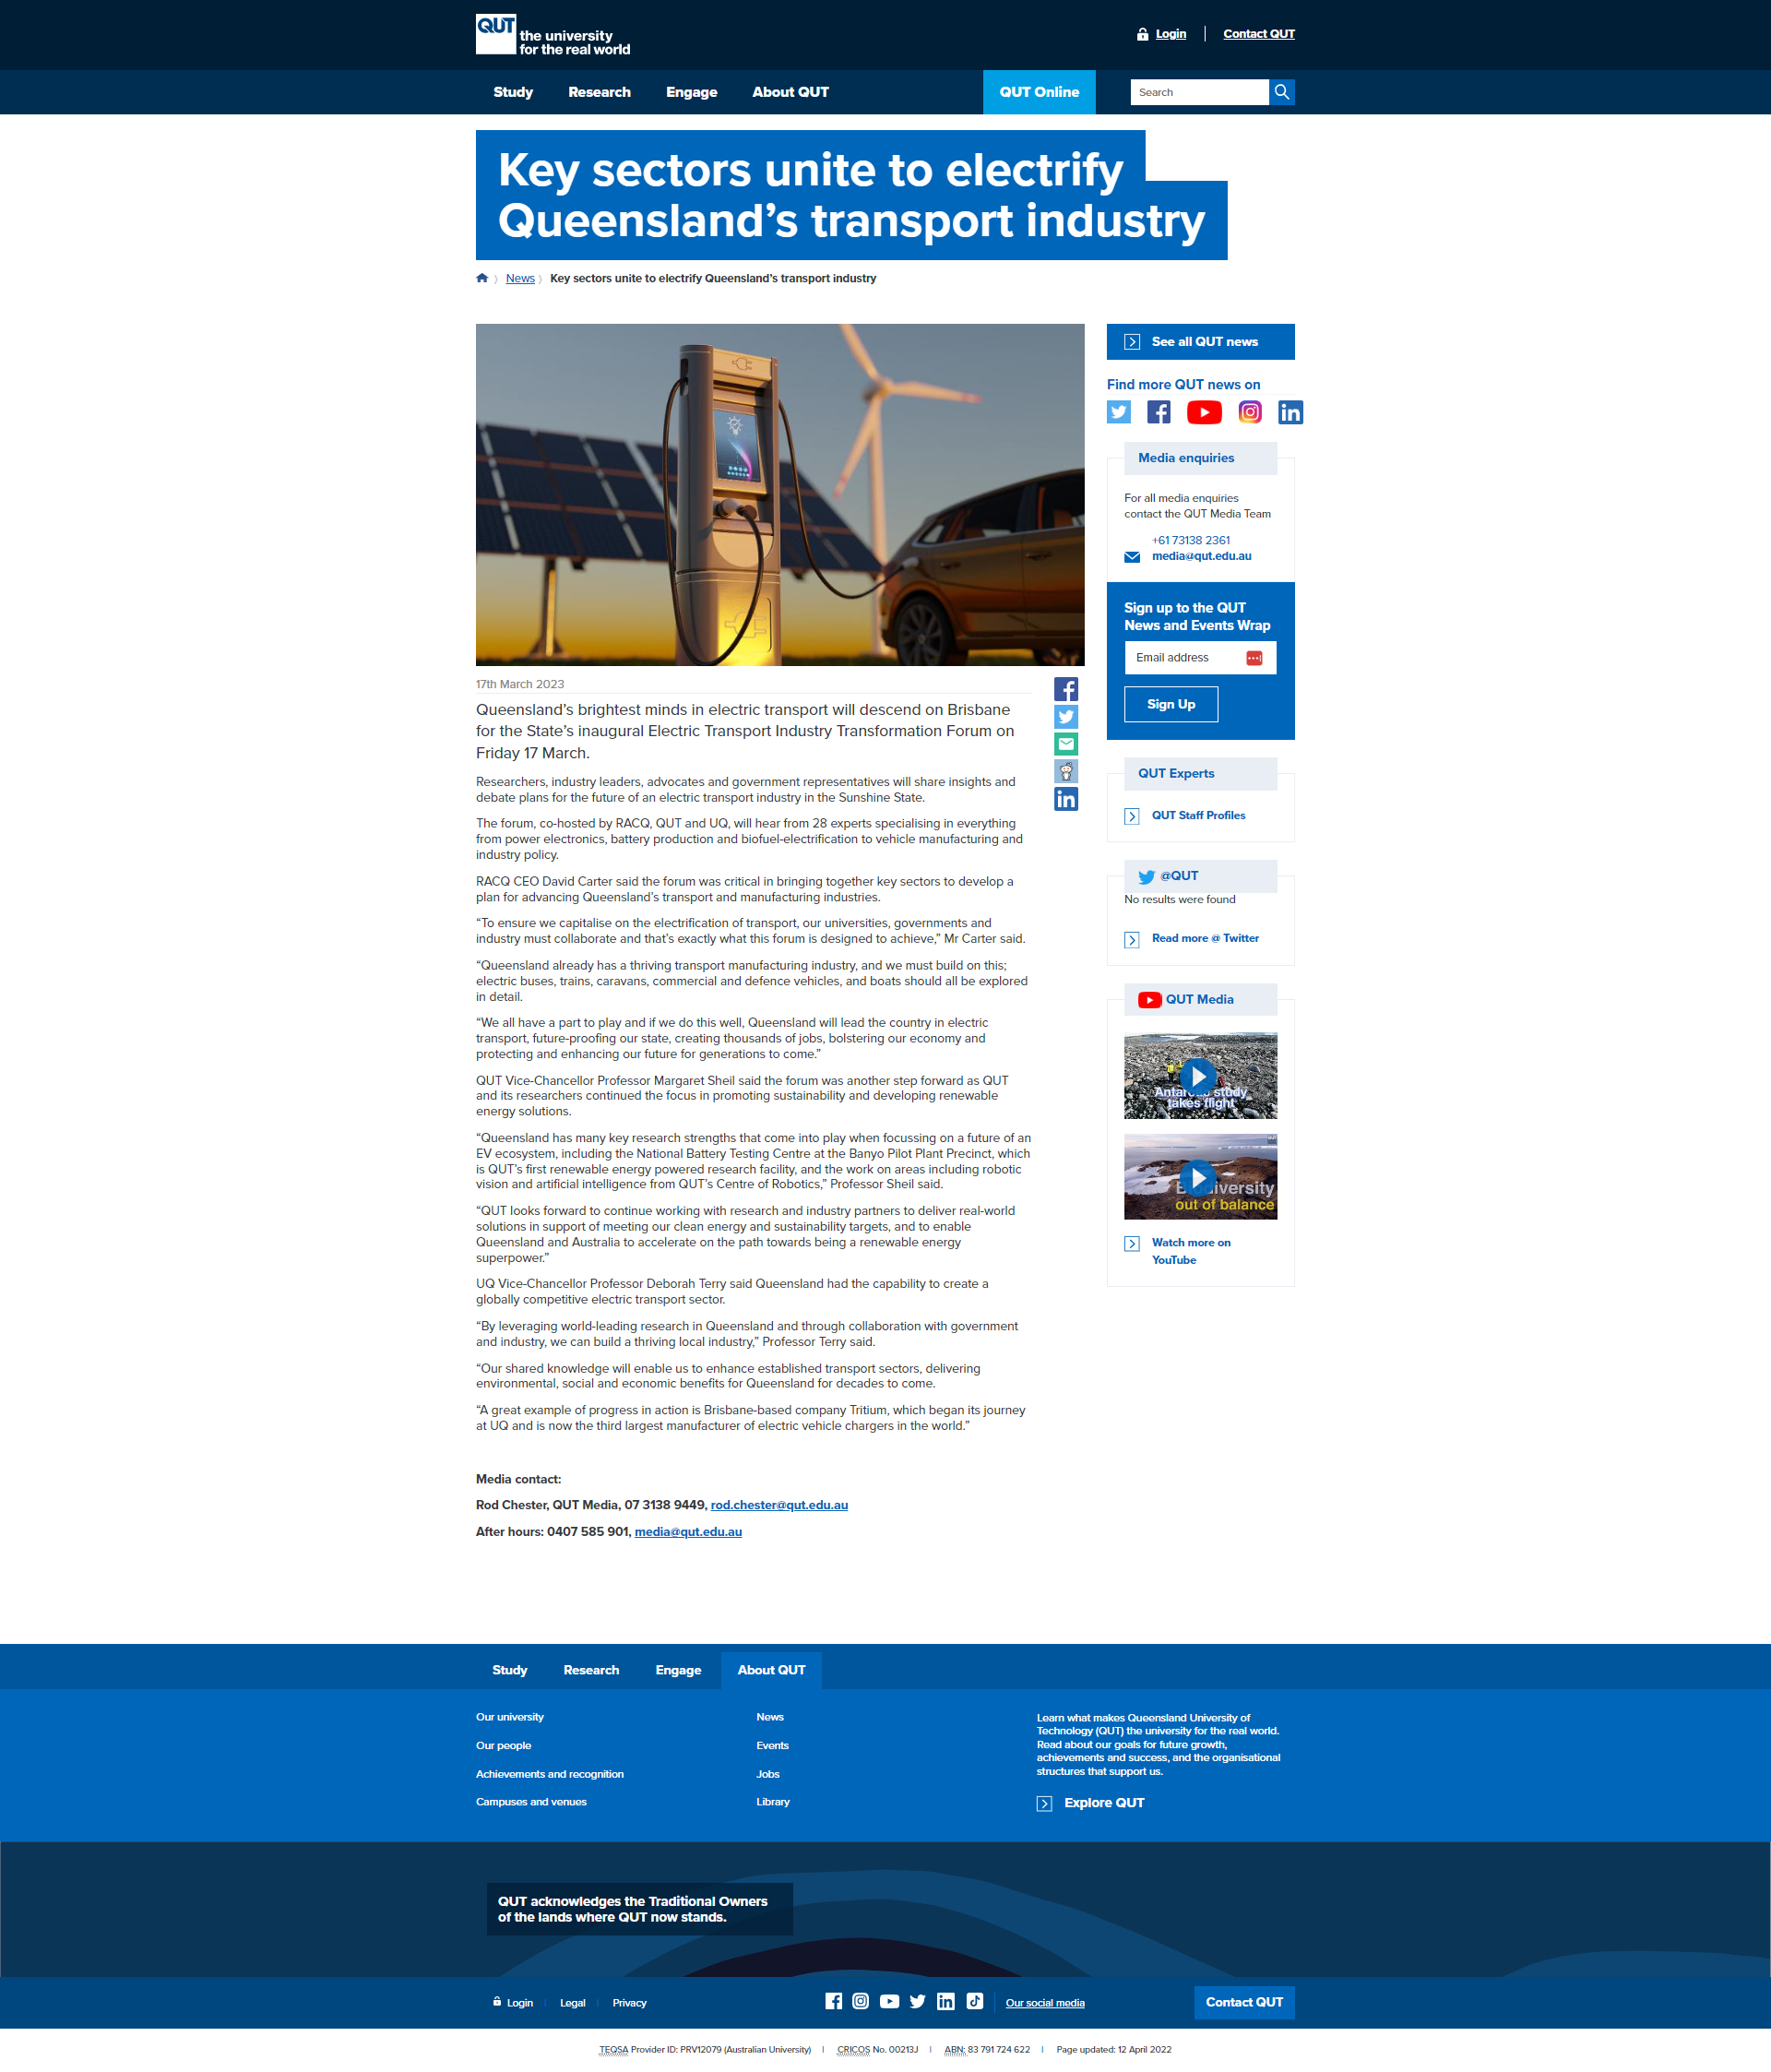 QUT
the university
for the real world
Login
Contact QUT
Study
Research
Engage
About QUT
QUT Online
Search
Key sectors unite to electrify
Queensland’s transport industry
News
Key sectors unite to electrify Queensland’s transport industry
17th March 2023
Queensland’s brightest minds in electric transport will descend on Brisbane
for the State’s inaugural Electric Transport Industry Transformation Forum on
Friday 17 March.
Researchers, industry leaders, advocates and government representatives will share insights and
debate plans for the future of an electric transport industry in the Sunshine State.
The forum, co-hosted by RACQ, QUT and UQ, will hear from 28 experts specialising in everything
from power electronics, battery production and biofuel-electrification to vehicle manufacturing and
industry policy.
RACQ CEO David Carter said the forum was critical in bringing together key sectors to develop a
plan for advancing Queensland’s transport and manufacturing industries.
“To ensure we capitalise on the electrification of transport, our universities, governments and
industry must collaborate and that’s exactly what this forum is designed to achieve,” Mr Carter said.
“Queensland already has a thriving transport manufacturing industry, and we must build on this;
electric buses, trains, caravans, commercial and defence vehicles, and boats should all be explored
in detail.
“We all have a part to play and if we do this well, Queensland will lead the country in electric
transport, future-proofing our state, creating thousands of jobs, bolstering our economy and
protecting and enhancing our future for generations to come.”
QUT Vice-Chancellor Professor Margaret Sheil said the forum was another step forward as QUT
and its researchers continued the focus in promoting sustainability and developing renewable
energy solutions.
“Queensland has many key research strengths that come into play when focussing on a future of an
EV ecosystem, including the National Battery Testing Centre at the Banyo Pilot Plant Precinct, which
is QUT’s first renewable energy powered research facility, and the work on areas including robotic
vision and artificial intelligence from QUT’s Centre of Robotics,” Professor Sheil said.
“QUT looks forward to continue working with research and industry partners to deliver real-world
solutions in support of meeting our clean energy and sustainability targets, and to enable
Queensland and Australia to accelerate on the path towards being a renewable energy
superpower.”
UQ Vice-Chancellor Professor Deborah Terry said Queensland had the capability to create a
globally competitive electric transport sector.
“By leveraging world-leading research in Queensland and through collaboration with government
and industry, we can build a thriving local industry,” Professor Terry said.
“Our shared knowledge will enable us to enhance established transport sectors, delivering
environmental, social and economic benefits for Queensland for decades to come.
“A great example of progress in action is Brisbane-based company Tritium, which began its journey
at UQ and is now the third largest manufacturer of electric vehicle chargers in the world.”
Media contact:
Rod Chester, QUT Media, 07 3138 9449, rod.chester@qut.edu.au
After hours: 0407 585 901, media@qut.edu.au
See all QUT news
Find more QUT news on
Media enquiries
For all media enquiries
contact the QUT Media Team
+61 73138 2361
media@qut.edu.au
Sign up to the QUT
News and Events Wrap
Email address
Sign Up
QUT Experts
QUT Staff Profiles
@QUT
No results were found
Read more @ Twitter
QUT Media
Antarctic study
takes flight
Biodiversity
out of balance
Watch more on
YouTube
Study
Research
Engage
About QUT
Our university
Our people
Achievements and recognition
Campuses and venues
News
Events
Jobs
Library
Learn what makes Queensland University of
Technology (QUT) the university for the real world.
Read about our goals for future growth,
achievements and success, and the organisational
structures that support us.
Explore QUT
QUT acknowledges the Traditional Owners
of the lands where QUT now stands.
Login
Legal
Privacy
Our social media
Contact QUT
TEQSA Provider ID: PRV12079 (Australian University) | CRICOS No. 00213J | ABN: 83 791 724 622 | Page updated: 12 April 2022